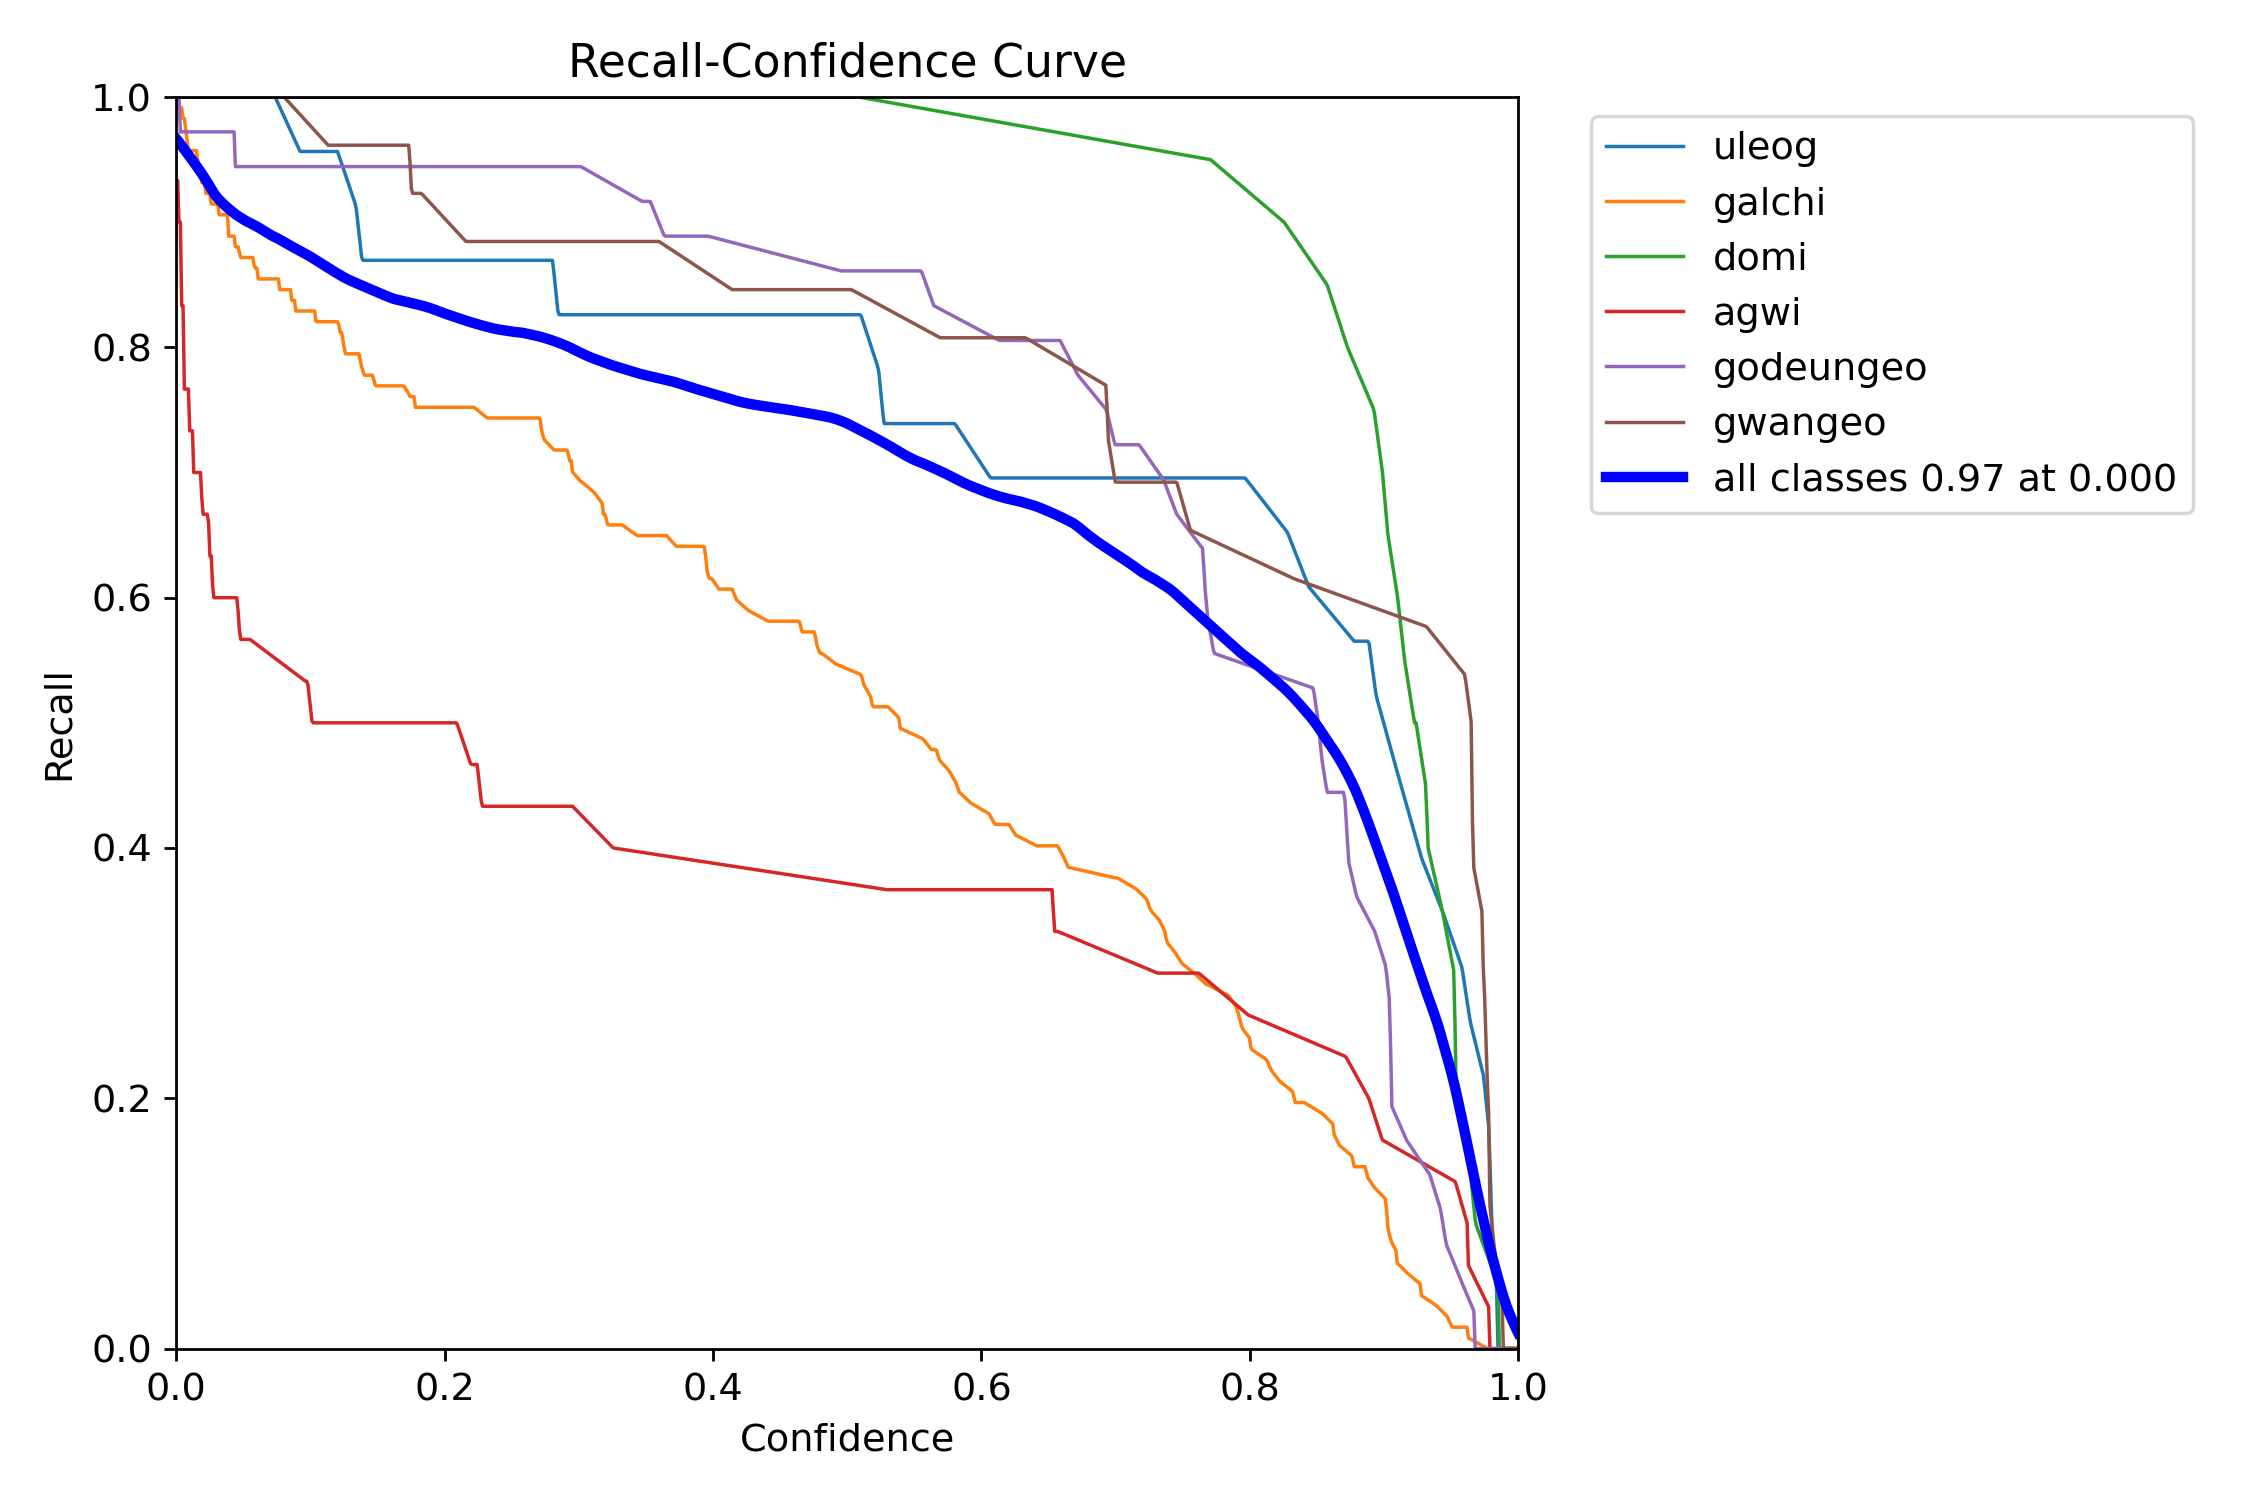 Recall-Confidence Curve
1.0
0.8
0.6
0.4
0.2
0.0
Recall
0.0 0.2 0.4 0.6 0.8 1.0
Confidence
uleog
galchi
domi
agwi
godeungeo
gwangeo
all classes 0.97 at 0.000